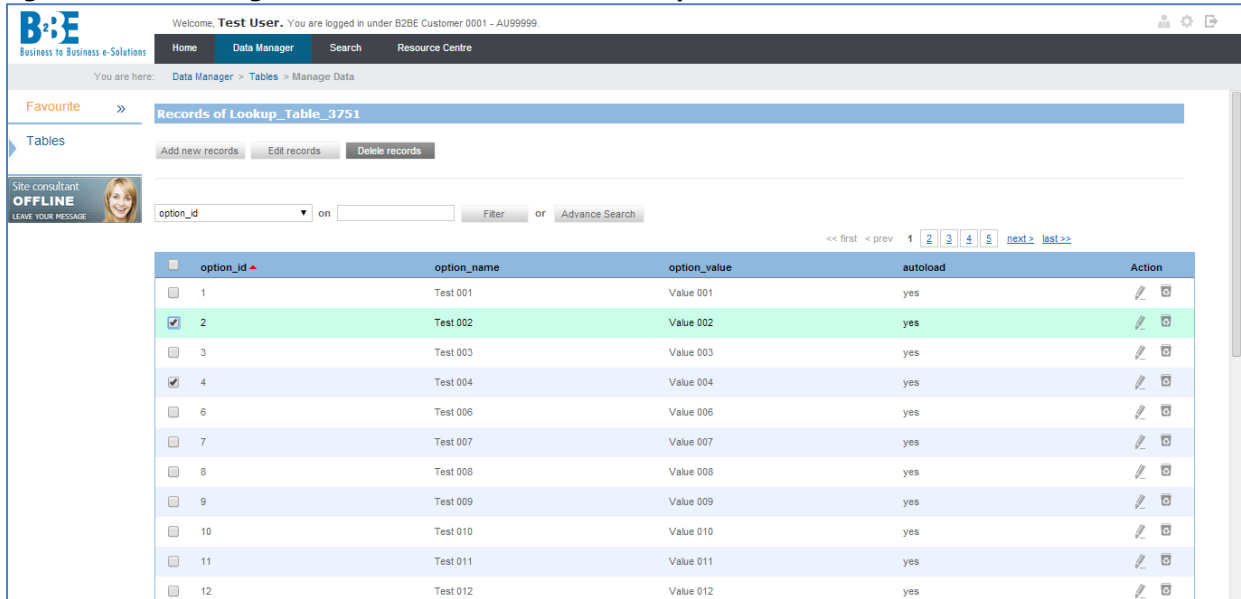 Welcome, Test User. You are logged in under B2BE Customer 0001 - AU99999.
B2BE
Business to Business e-Solutions
Home Data Manager Search Resource Centre
You are here: Data Manager > Tables > Manage Data
Favourite »
Tables
Site consultant
OFFLINE
LEAVE YOUR MESSAGE
Records of Lookup_Table_3751
Add new records Edit records Delele records
option_id on Filter or Advance Search
<< first < prev 1 2 3 4 5 next > last >>
option_id option_name option_value autoload Action
1 Test 001 Value 001 yes
2 Test 002 Value 002 yes
3 Test 003 Value 003 yes
4 Test 004 Value 004 yes
6 Test 006 Value 006 yes
7 Test 007 Value 007 yes
8 Test 008 Value 008 yes
9 Test 009 Value 009 yes
10 Test 010 Value 010 yes
11 Test 011 Value 011 yes
12 Test 012 Value 012 yes